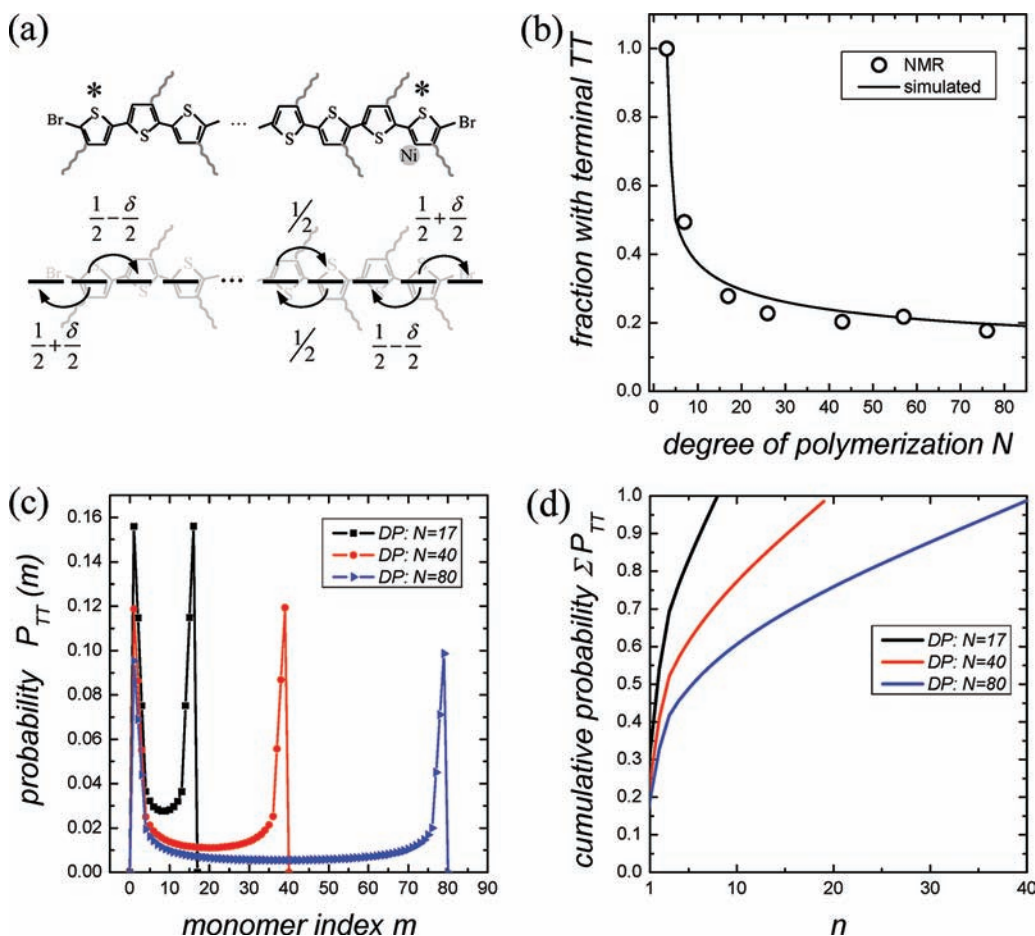 (a)
*
*
Br
S
S
S
...
S
S
S
S
Br
Ni
1/2 − δ/2
1/2
1/2 + δ/2
Br
S
S
S
...
S
S
S
S
Br
1/2 + δ/2
1/2
1/2 − δ/2
(b)
fraction with terminal TT
1.0
0.8
0.6
0.4
0.2
0.0
NMR
simulated
0 10 20 30 40 50 60 70 80
degree of polymerization N
(c)
probability P_TT (m)
0.16
0.14
0.12
0.10
0.08
0.06
0.04
0.02
0.00
DP: N=17
DP: N=40
DP: N=80
0 10 20 30 40 50 60 70 80 90
monomer index m
(d)
cumulative probability Σ P_TT
1.0
0.9
0.8
0.7
0.6
0.5
0.4
0.3
0.2
0.1
0.0
DP: N=17
DP: N=40
DP: N=80
1 10 20 30 40
n